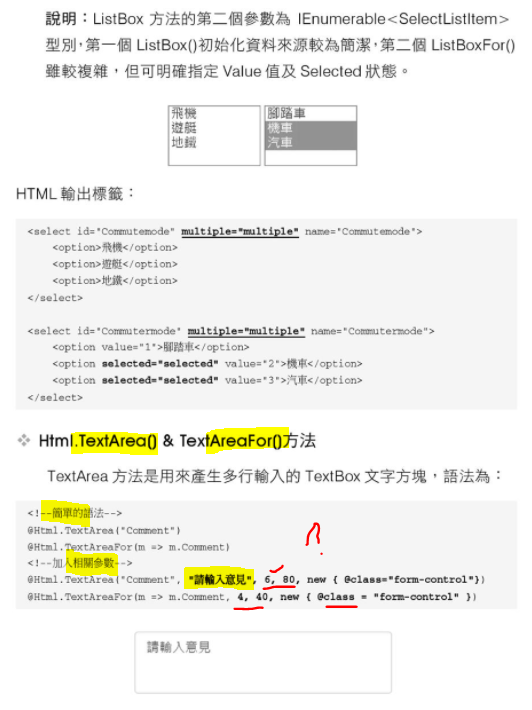 說明：ListBox 方法的第二個參數為 IEnumerable<SelectListItem>
型別，第一個 ListBox()初始化資料來源較為簡潔，第二個 ListBoxFor()
雖較複雜，但可明確指定 Value 值及 Selected 狀態。
飛機
遊艇
地鐵
腳踏車
機車
汽車
HTML 輸出標籤：
<select id="Commutemode" multiple="multiple" name="Commutemode">
<option>飛機</option>
<option>遊艇</option>
<option>地鐵</option>
</select>
<select id="Commutermode" multiple="multiple" name="Commutermode">
<option value="1">腳踏車</option>
<option selected="selected" value="2">機車</option>
<option selected="selected" value="3">汽車</option>
</select>
❖ Html.TextArea() & TextAreaFor()方法
TextArea 方法是用來產生多行輸入的 TextBox 文字方塊，語法為：
<!--簡單的語法-->
@Html.TextArea("Comment")
@Html.TextAreaFor(m => m.Comment)
<!--加入相關參數-->
@Html.TextArea("Comment", "請輸入意見", 6, 80, new { @class="form-control"})
@Html.TextAreaFor(m => m.Comment, 4, 40, new { @class = "form-control" })
請輸入意見